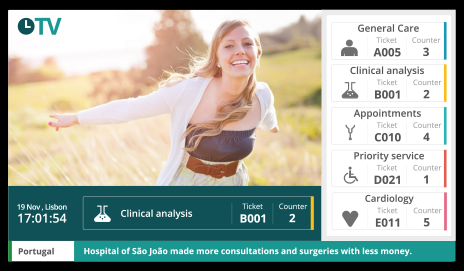 TV
General Care
Ticket Counter
A005 3
Clinical analysis
Ticket Counter
B001 2
Appointments
Ticket Counter
C010 4
Priority service
Ticket Counter
D021 1
Cardiology
Ticket Counter
E011 5
19 Nov , Lisbon
17:01:54
Clinical analysis
Ticket Counter
B001 2
Portugal
Hospital of São João made more consultations and surgeries with less money.